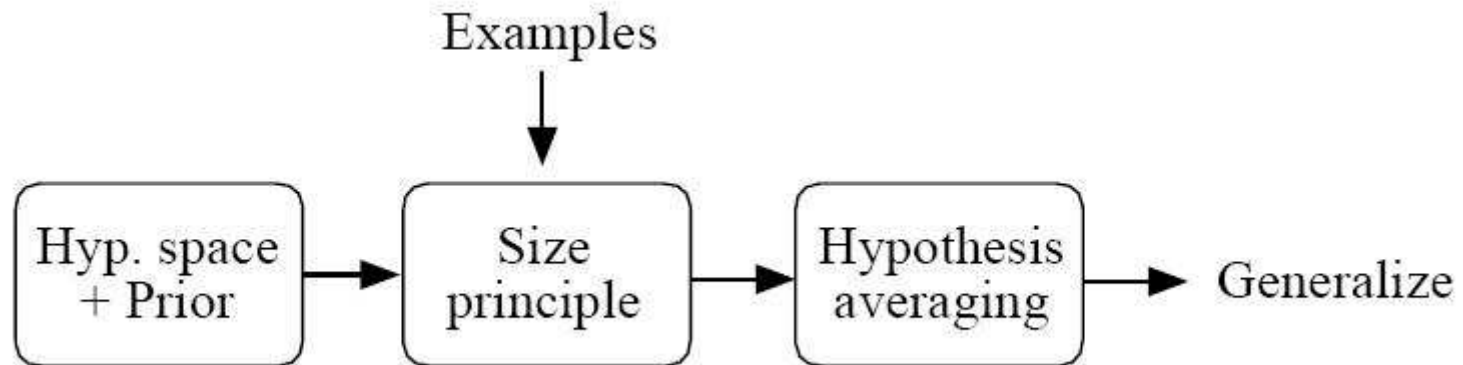 Examples
Hyp. space
+ Prior
Size
principle
Hypothesis
averaging
Generalize